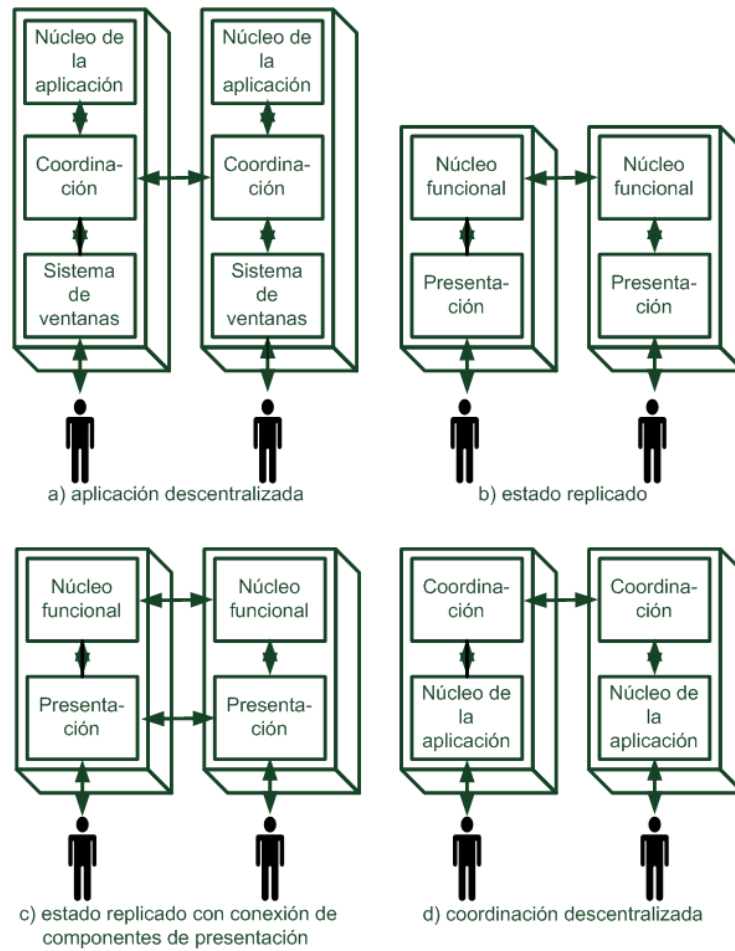 Núcleo de
la
aplicación
Coordina-
ción
Sistema
de
ventanas
Núcleo de
la
aplicación
Coordina-
ción
Sistema
de
ventanas
a) aplicación descentralizada
Núcleo
funcional
Presenta-
ción
Núcleo
funcional
Presenta-
ción
b) estado replicado
Núcleo
funcional
Presenta-
ción
Núcleo
funcional
Presenta-
ción
c) estado replicado con conexión de
componentes de presentación
Coordina-
ción
Núcleo de
la
aplicación
Coordina-
ción
Núcleo de
la
aplicación
d) coordinación descentralizada